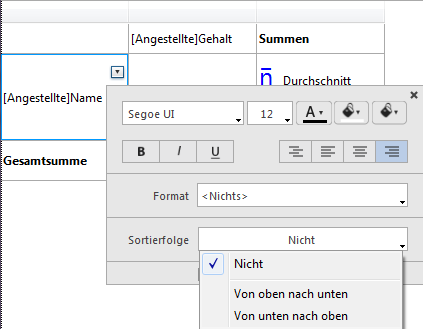 [Angestellte]Gehalt Summen
n̅ Durchschnitt
[Angestellte]Name
Segoe UI 12 A
B I U
Gesamtsumme
Format <Nichts>
Sortierfolge Nicht
Nicht
Von oben nach unten
Von unten nach oben